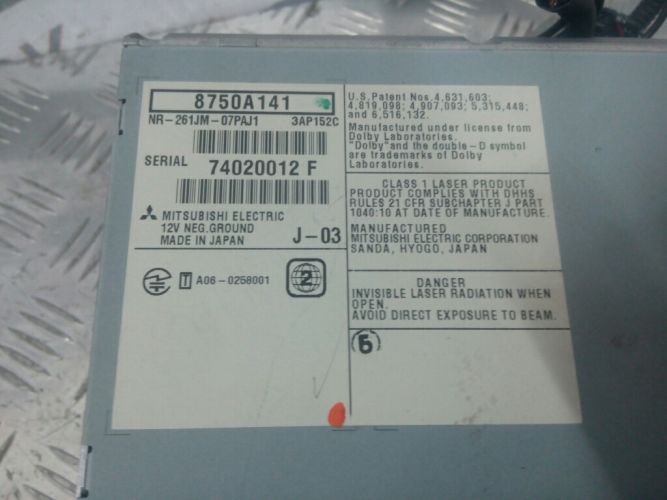 8750A141
NR-261JM-07PAJ1 3AP152C
SERIAL 74020012 F
MITSUBISHI ELECTRIC
12V NEG.GROUND
MADE IN JAPAN J-03
T A06-0258001 2
U.S.Patent Nos.4,631,603;
4,819,098; 4,907,093; 5,315,448;
and 6,516,132.
Manufactured under license from
Dolby Laboratories.
"Dolby"and the double-D symbol
are trademarks of Dolby
Laboratories.
CLASS 1 LASER PRODUCT
PRODUCT COMPLIES WITH DHHS
RULES 21 CFR SUBCHAPTER J PART
1040:10 AT DATE OF MANUFACTURE.
MANUFACTURED
MITSUBISHI ELECTRIC CORPORATION
SANDA, HYOGO, JAPAN
DANGER
INVISIBLE LASER RADIATION WHEN
OPEN.
AVOID DIRECT EXPOSURE TO BEAM.